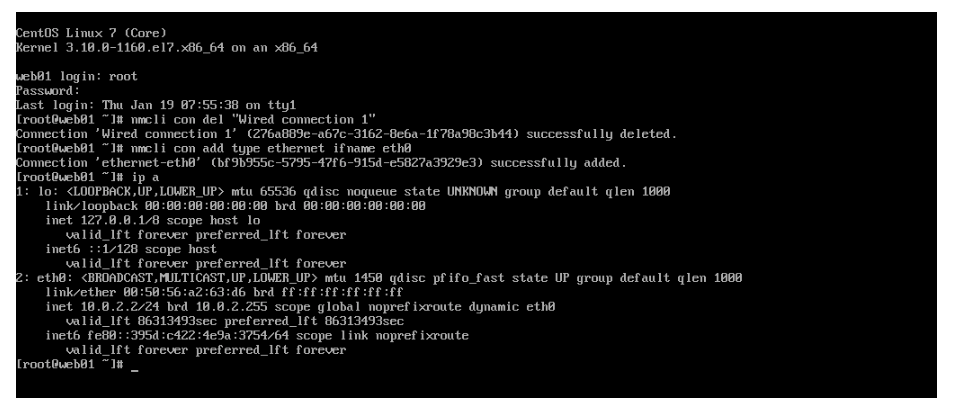 CentOS Linux 7 (Core)
Kernel 3.10.0-1160.el7.x86_64 on an x86_64
web01 login: root
Password:
Last login: Thu Jan 19 07:55:38 on tty1
[root@web01 ~]# nmcli con del "Wired connection 1"
Connection 'Wired connection 1' (276a889e-a67c-3162-8e6a-1f78a98c3b44) successfully deleted.
[root@web01 ~]# nmcli con add type ethernet ifname eth0
Connection 'ethernet-eth0' (bf9b955c-5795-47f6-915d-e5827a3929e3) successfully added.
[root@web01 ~]# ip a
1: lo: <LOOPBACK,UP,LOWER_UP> mtu 65536 qdisc noqueue state UNKNOWN group default qlen 1000
    link/loopback 00:00:00:00:00:00 brd 00:00:00:00:00:00
    inet 127.0.0.1/8 scope host lo
       valid_lft forever preferred_lft forever
    inet6 ::1/128 scope host
       valid_lft forever preferred_lft forever
2: eth0: <BROADCAST,MULTICAST,UP,LOWER_UP> mtu 1450 qdisc pfifo_fast state UP group default qlen 1000
    link/ether 00:50:56:a2:63:d6 brd ff:ff:ff:ff:ff:ff
    inet 10.0.2.2/24 brd 10.0.2.255 scope global noprefixroute dynamic eth0
       valid_lft 86313493sec preferred_lft 86313493sec
    inet6 fe80::395d:c422:4e9a:3754/64 scope link noprefixroute
       valid_lft forever preferred_lft forever
[root@web01 ~]# _